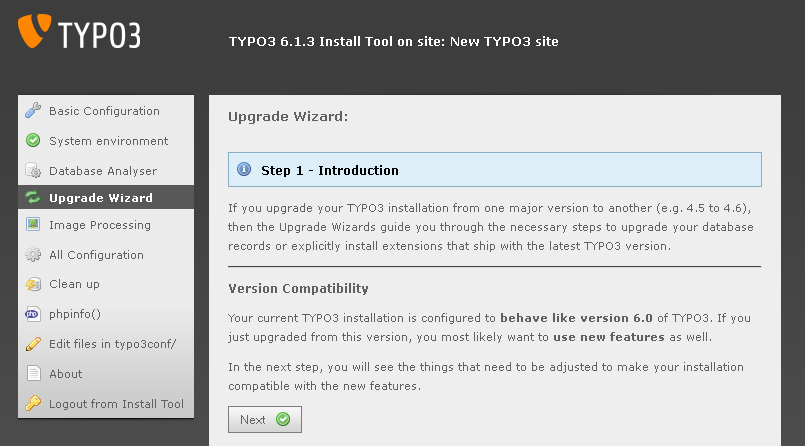 TYPO3
TYPO3 6.1.3 Install Tool on site: New TYPO3 site
Basic Configuration
System environment
Database Analyser
Upgrade Wizard
Image Processing
All Configuration
Clean up
php
phpinfo()
Edit files in typo3conf/
About
Logout from Install Tool
Upgrade Wizard:
Step 1 - Introduction
If you upgrade your TYPO3 installation from one major version to another (e.g. 4.5 to 4.6),
then the Upgrade Wizards guide you through the necessary steps to upgrade your database
records or explicitly install extensions that ship with the latest TYPO3 version.
Version Compatibility
Your current TYPO3 installation is configured to behave like version 6.0 of TYPO3. If you
just upgraded from this version, you most likely want to use new features as well.
In the next step, you will see the things that need to be adjusted to make your installation
compatible with the new features.
Next